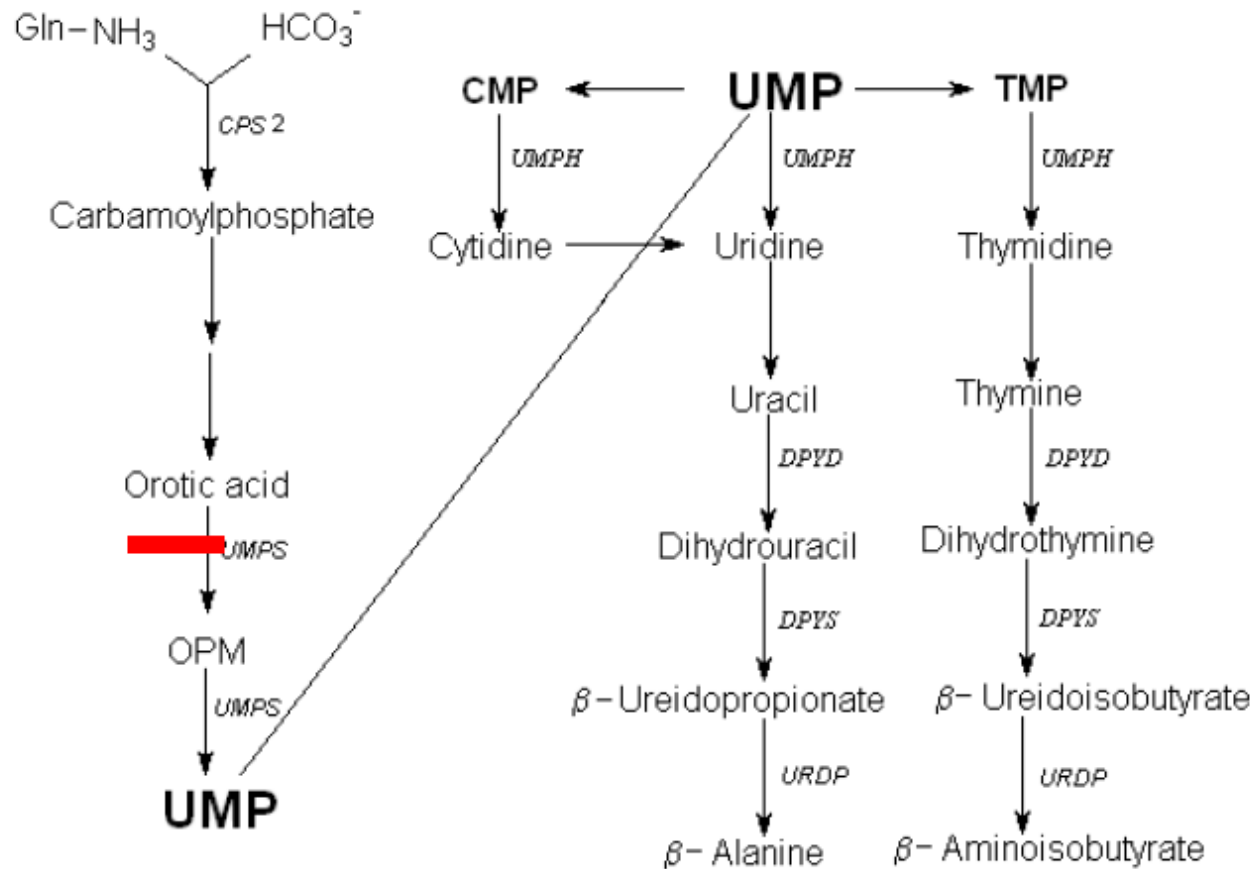 Gln–NH₃ HCO₃⁻
CPS 2
Carbamoylphosphate
Orotic acid
UMPS
OPM
UMPS
UMP
CMP UMP TMP
UMPH UMPH UMPH
Cytidine Uridine Thymidine
Uracil Thymine
DPYD DPYD
Dihydrouracil Dihydrothymine
DPYS DPYS
β–Ureidopropionate β–Ureidoisobutyrate
URDP URDP
β–Alanine β–Aminoisobutyrate